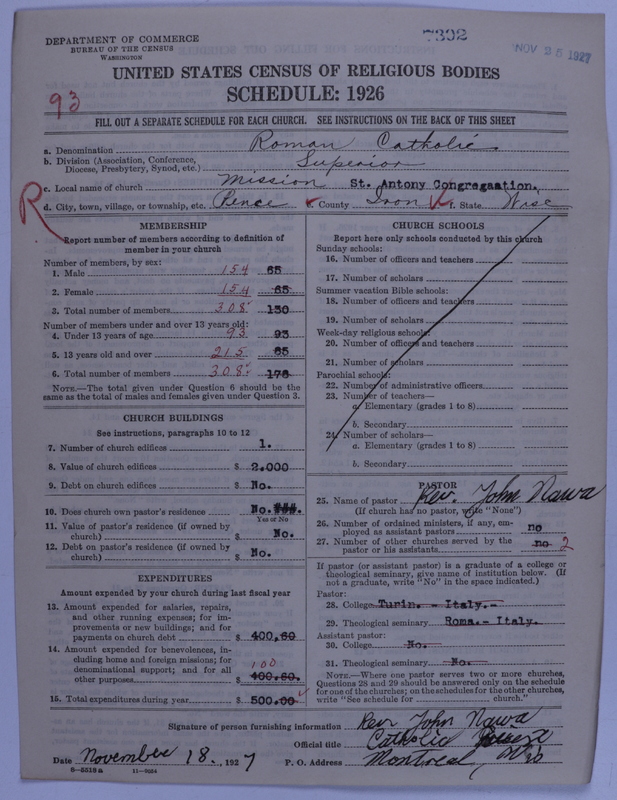 DEPARTMENT OF COMMERCE
BUREAU OF THE CENSUS
WASHINGTON
7392
NOV 26 1927
UNITED STATES CENSUS OF RELIGIOUS BODIES
SCHEDULE: 1926
93
FILL OUT A SEPARATE SCHEDULE FOR EACH CHURCH. SEE INSTRUCTIONS ON THE BACK OF THIS SHEET
a. Denomination Roman Catholic
b. Division (Association, Conference,
Diocese, Presbytery, Synod, etc.) Superior
c. Local name of church Mission St. Antony Congregaation.
R d. City, town, village, or township, etc. Pence e. County Iron f. State Wisc
MEMBERSHIP
Report number of members according to definition of
member in your church
Number of members, by sex:
1. Male 154 65
2. Female 154 65
3. Total number of members 308 130
Number of members under and over 13 years old:
4. Under 13 years of age 93 93
5. 13 years old and over 215 85
6. Total number of members 308 178
NOTE.—The total given under Question 6 should be
same as the total of males and females given under Question 3.
CHURCH BUILDINGS
See instructions, paragraphs 10 to 12
7. Number of church edifices 1.
8. Value of church edifices $ 2.000
9. Debt on church edifices $ No.
10. Does church own pastor's residence No.
Yes or No
11. Value of pastor's residence (if owned by
church) $ No.
12. Debt on pastor's residence (if owned by
church) $ No.
EXPENDITURES
Amount expended by your church during last fiscal year
13. Amount expended for salaries, repairs,
and other running expenses; for im-
provements or new buildings; and for
payments on church debt $ 400,60
14. Amount expended for benevolences, in-
cluding home and foreign missions; for
denominational support; and for all 100
other purposes $ 400.60.
15. Total expenditures during year $ 500.00
CHURCH SCHOOLS
Report here only schools conducted by this church
Sunday schools:
16. Number of officers and teachers
17. Number of scholars
Summer vacation Bible schools:
18. Number of officers and teachers
19. Number of scholars
Week-day religious schools:
20. Number of officers and teachers
21. Number of scholars
Parochial schools:
22. Number of administrative officers
23. Number of teachers—
a. Elementary (grades 1 to 8)
b. Secondary
24. Number of scholars—
a. Elementary (grades 1 to 8)
b. Secondary
PASTOR
25. Name of pastor Rev. John Nawa
(If church has no pastor, write "None")
26. Number of ordained ministers, if any, em-
ployed as assistant pastors no
27. Number of other churches served by the
pastor or his assistants no 2
If pastor (or assistant pastor) is a graduate of a college or
theological seminary, give name of institution below. (If
not a graduate, write "No" in the space indicated.)
Pastor:
28. College Turin. - Italy.-
29. Theological seminary Roma.- Italy.
Assistant pastor:
30. College No.
31. Theological seminary No.
NOTE.—Where one pastor serves two or more churches,
Questions 28 and 29 should be answered only on the schedule
for one of the churches; on the schedules for the other churches,
write "See schedule for church."
Signature of person furnishing information Rev John Nawa
Official title Catholic
Date November 18., 1927 P. O. Address Montreal, Wis
8-5518a 11-9054